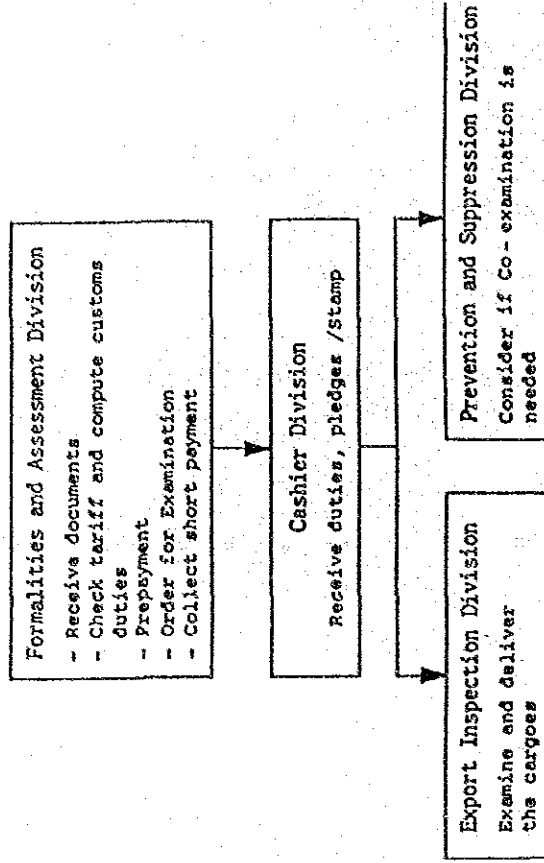 Formalities and Assessment Division
- Receive documents
- Check tariff and compute customs
duties
- Prepayment
- Order for Examination
- Collect short payment
Cashier Division
Receive duties, pledges /Stamp
Export Inspection Division
Examine and deliver
the cargoes
Prevention and Suppression Division
Consider if Co-examination is
needed